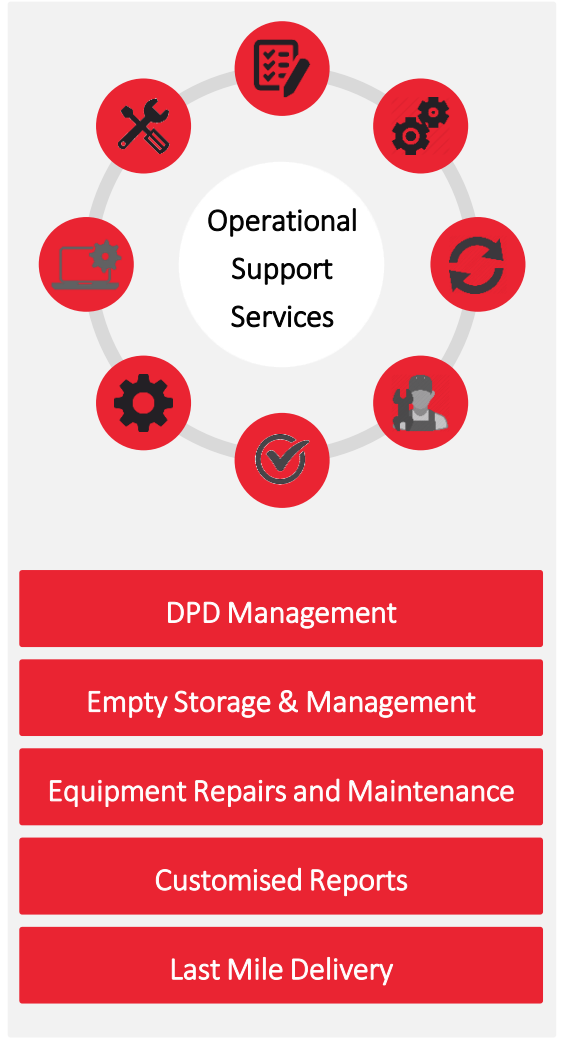 Operational
Support
Services
DPD Management
Empty Storage & Management
Equipment Repairs and Maintenance
Customised Reports
Last Mile Delivery